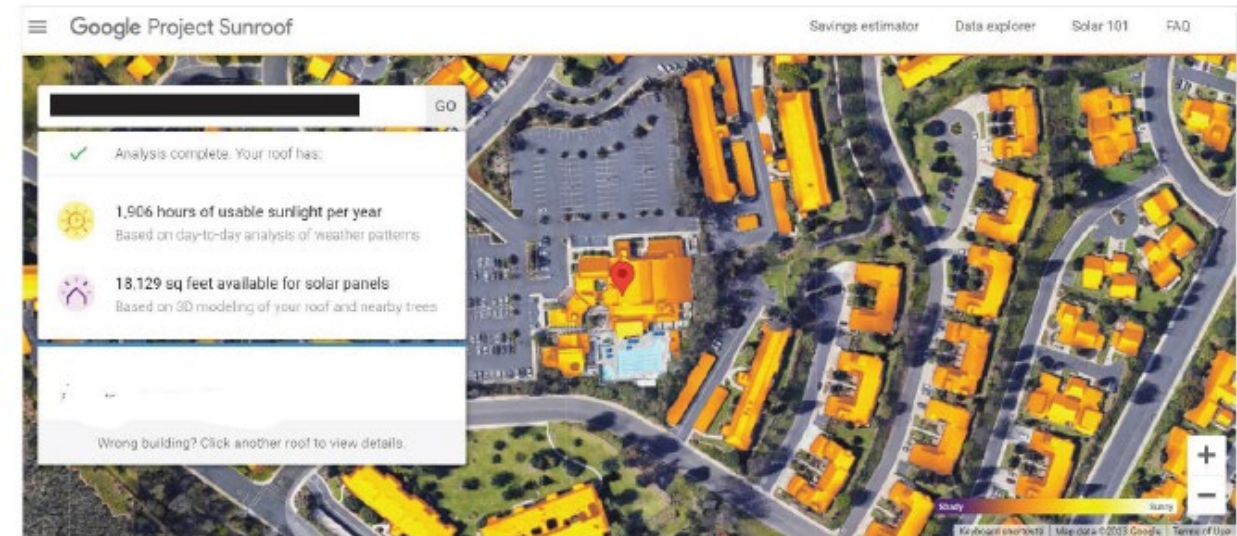 Google Project Sunroof
Savings estimator
Data explorer
Solar 101
FAQ
GO
Analysis complete. Your roof has:
1,906 hours of usable sunlight per year
Based on day-to-day analysis of weather patterns
18,129 sq feet available for solar panels
Based on 3D modeling of your roof and nearby trees
Wrong building? Click another roof to view details.
+
−
Shady
Sunny
Keyboard shortcuts
Map data ©2023 Google
Terms of Use